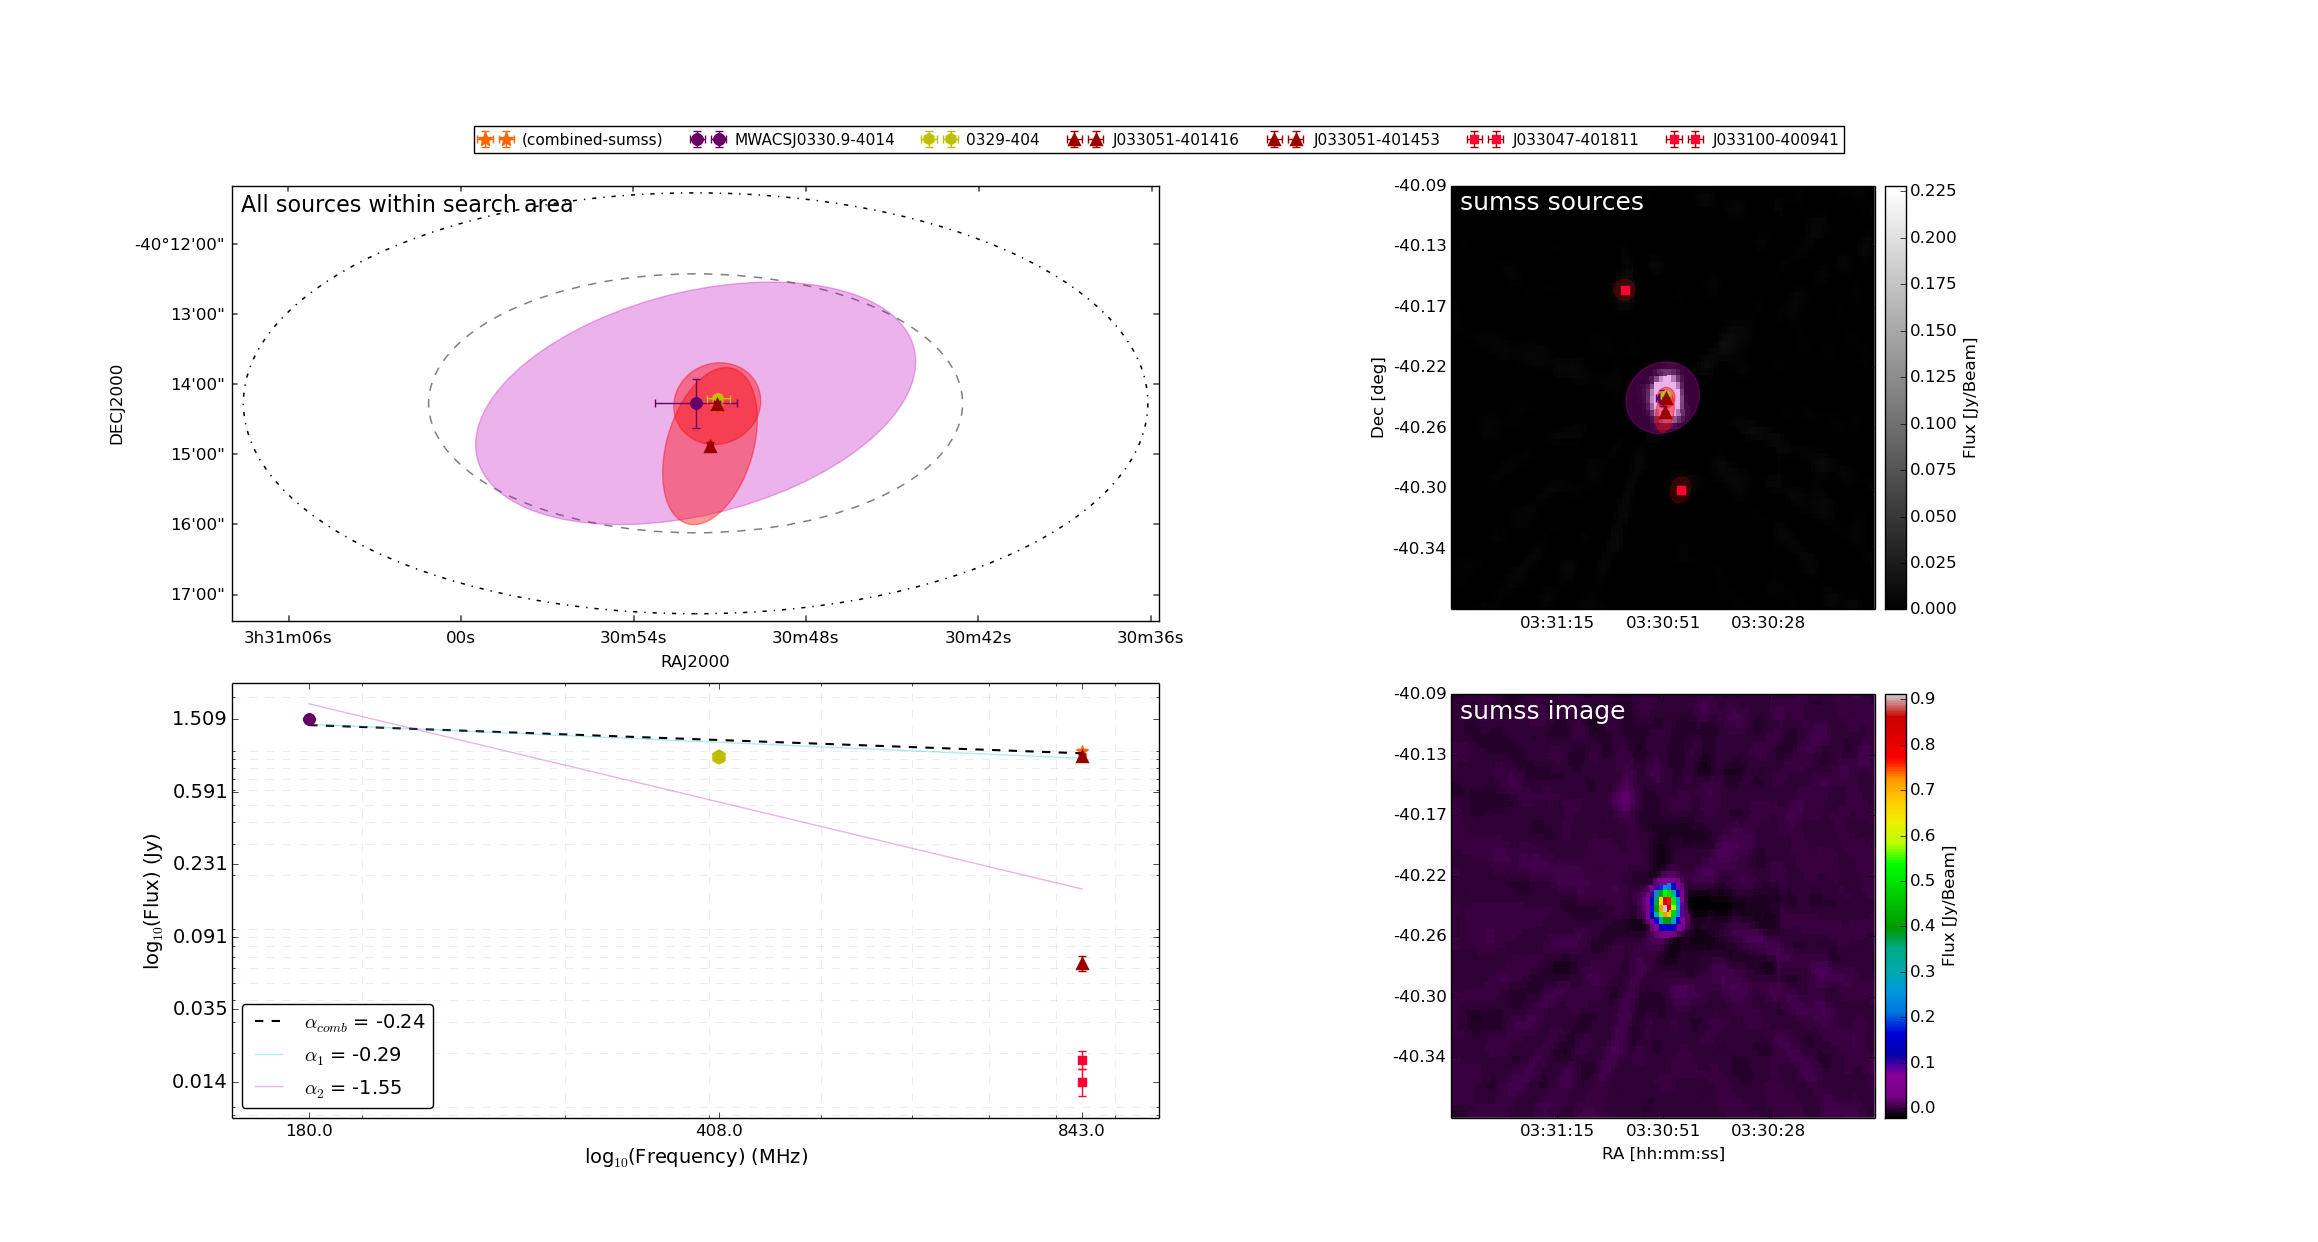 (combined-sumss) MWACSJ0330.9-4014 0329-404 J033051-401416 J033051-401453 J033047-401811 J033100-400941
All sources within search area
-40°12'00"
13'00"
14'00"
15'00"
16'00"
17'00"
DECJ2000
3h31m06s 00s 30m54s 30m48s 30m42s 30m36s
RAJ2000
sumss sources
-40.09
-40.13
-40.17
-40.22
-40.26
-40.30
-40.34
Dec [deg]
03:31:15 03:30:51 03:30:28
0.225
0.200
0.175
0.150
0.125
0.100
0.075
0.050
0.025
0.000
Flux [Jy/Beam]
1.509
0.591
0.231
0.091
0.035
0.014
log10(Flux) (Jy)
αcomb = -0.24
α1 = -0.29
α2 = -1.55
180.0 408.0 843.0
log10(Frequency) (MHz)
sumss image
-40.09
-40.13
-40.17
-40.22
-40.26
-40.30
-40.34
03:31:15 03:30:51 03:30:28
RA [hh:mm:ss]
0.9
0.8
0.7
0.6
0.5
0.4
0.3
0.2
0.1
0.0
Flux [Jy/Beam]